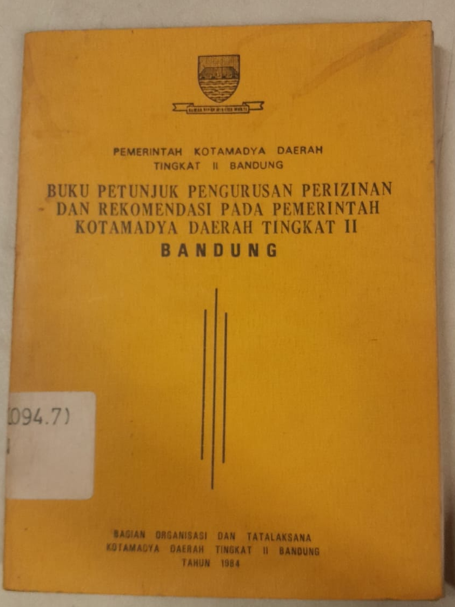 PEMERINTAH KOTAMADYA DAERAH
TINGKAT II BANDUNG
BUKU PETUNJUK PENGURUSAN PERIZINAN
DAN REKOMENDASI PADA PEMERINTAH
KOTAMADYA DAERAH TINGKAT II
BANDUNG
094.7)
BAGIAN ORGANISASI DAN TATALAKSANA
KOTAMADYA DAERAH TINGKAT II BANDUNG
TAHUN 1984